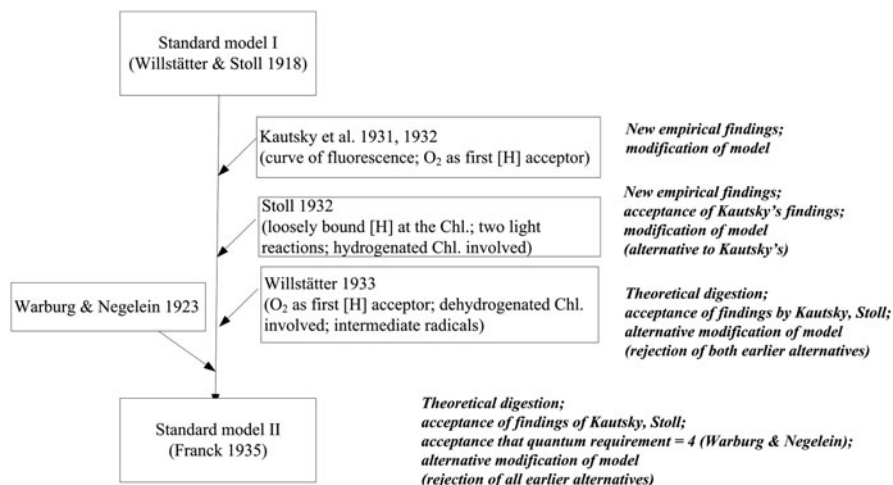 Standard model I
(Willstätter & Stoll 1918)
Kautsky et al. 1931, 1932
(curve of fluorescence; O₂ as first [H] acceptor)
New empirical findings;
modification of model
Stoll 1932
(loosely bound [H] at the Chl.; two light
reactions; hydrogenated Chl. involved)
New empirical findings;
acceptance of Kautsky's findings;
modification of model
(alternative to Kautsky's)
Warburg & Negelein 1923
Willstätter 1933
(O₂ as first [H] acceptor; dehydrogenated Chl.
involved; intermediate radicals)
Theoretical digestion;
acceptance of findings by Kautsky, Stoll;
alternative modification of model
(rejection of both earlier alternatives)
Standard model II
(Franck 1935)
Theoretical digestion;
acceptance of findings of Kautsky, Stoll;
acceptance that quantum requirement = 4 (Warburg & Negelein);
alternative modification of model
(rejection of all earlier alternatives)